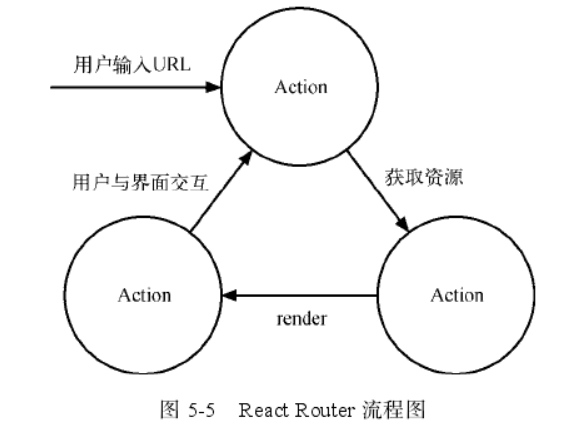 用户输入URL
Action
用户与界面交互
获取资源
Action
Action
render
图 5-5 React Router 流程图